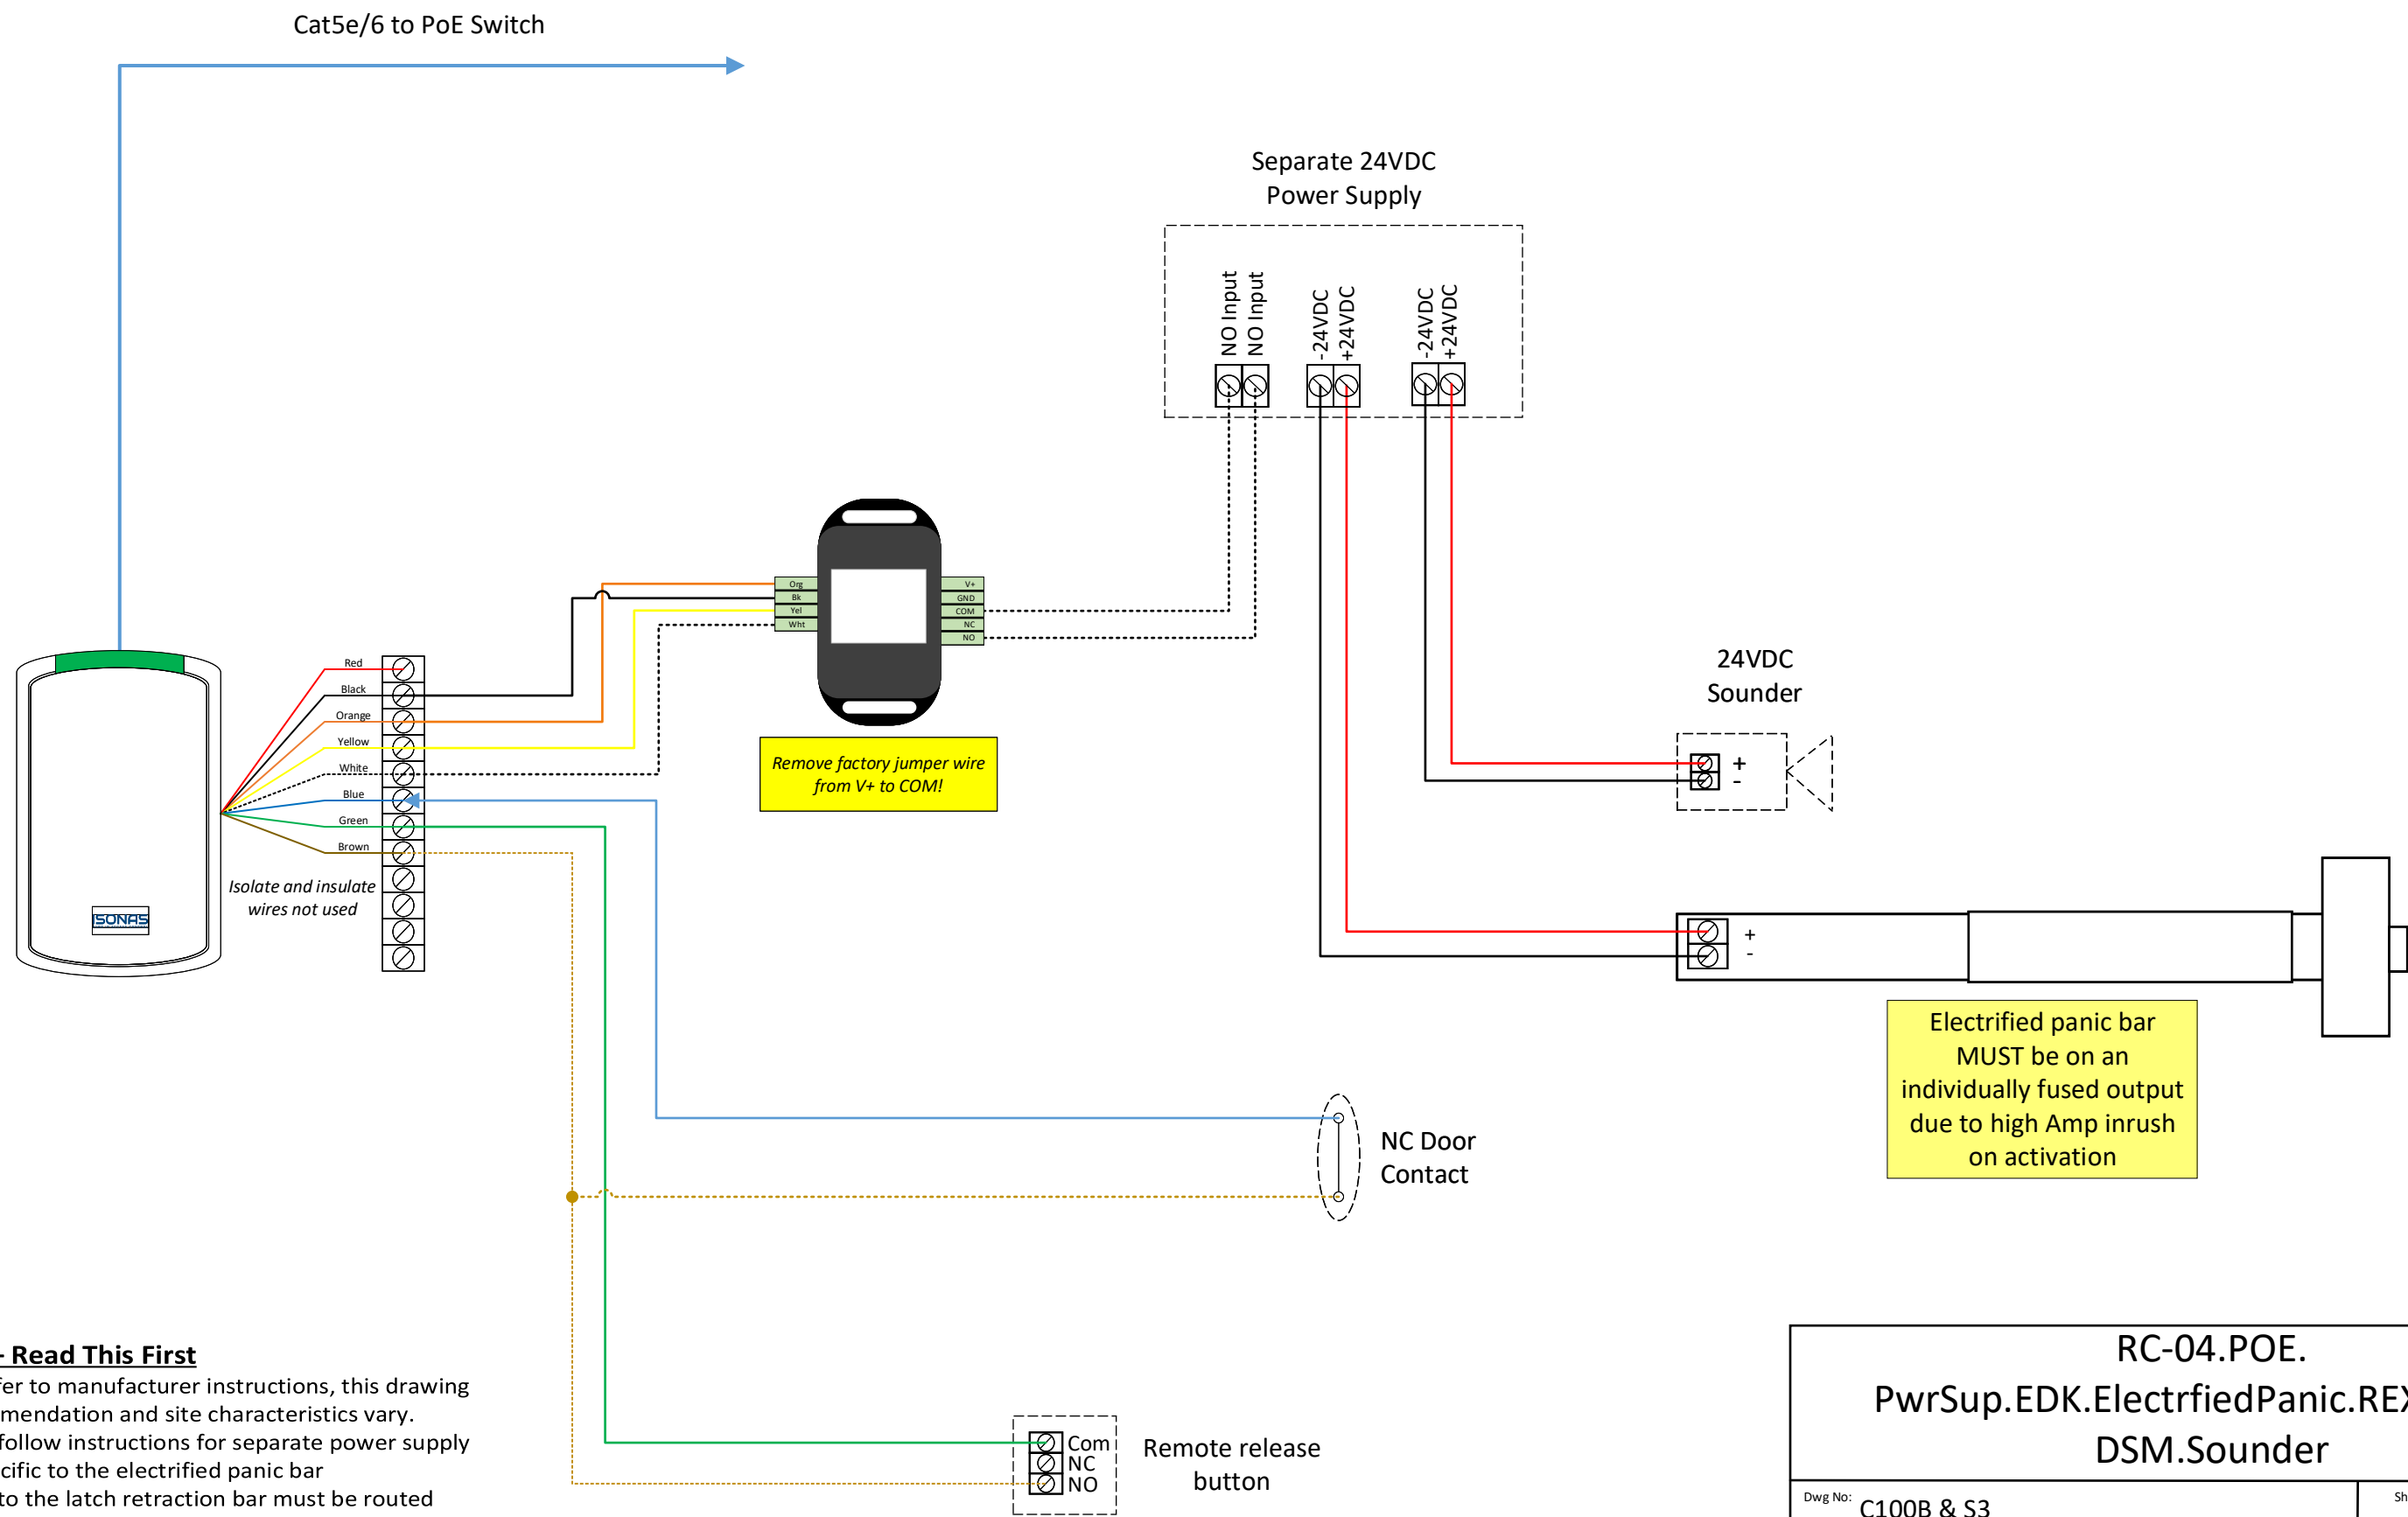 Cat5e/6 to PoE Switch
Separate 24VDC
Power Supply
NO Input
NO Input
-24VDC
+24VDC
-24VDC
+24VDC
Org
Bk
Yel
Wht
V+
GND
COM
NC
NO
Remove factory jumper wire
from V+ to COM!
Red
Black
Orange
Yellow
White
Blue
Green
Brown
Isolate and insulate
wires not used
ISONAS
24VDC
Sounder
+
-
+
-
Electrified panic bar
MUST be on an
individually fused output
due to high Amp inrush
on activation
NC Door
Contact
Com
NC
NO
Remote release
button
- Read This First
fer to manufacturer instructions, this drawing
mendation and site characteristics vary.
follow instructions for separate power supply
cific to the electrified panic bar
to the latch retraction bar must be routed
RC-04.POE.
PwrSup.EDK.ElectrfiedPanic.REX
DSM.Sounder
Dwg No: C100B & S3
Sh